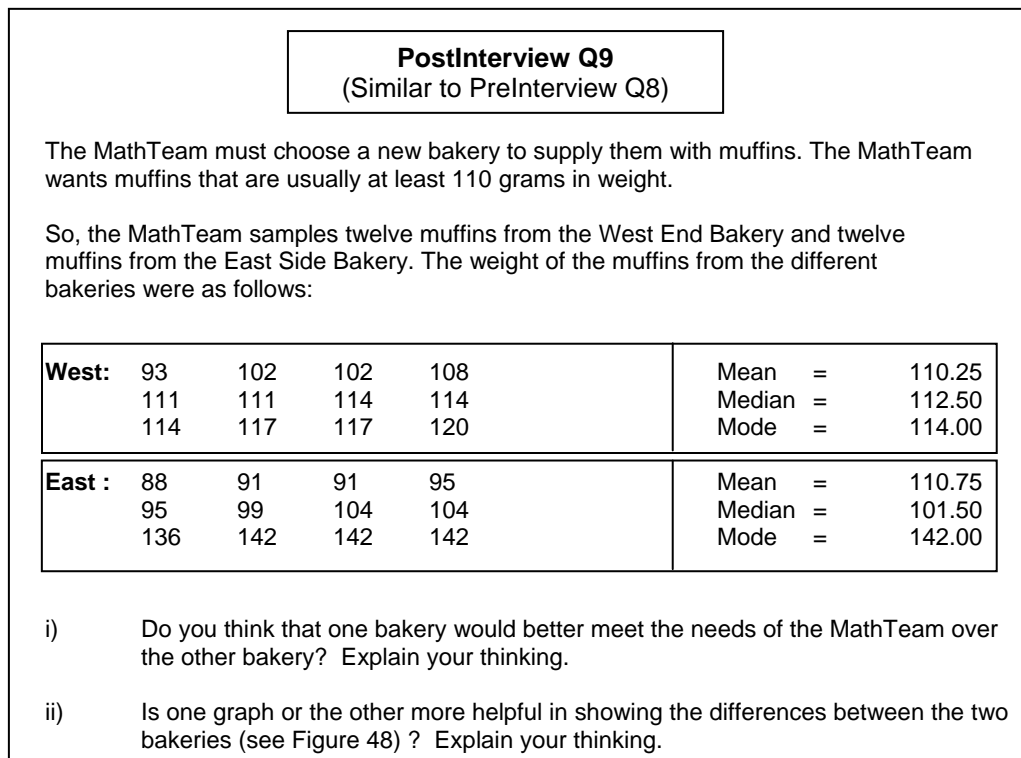 PostInterview Q9
(Similar to PreInterview Q8)
The MathTeam must choose a new bakery to supply them with muffins. The MathTeam
wants muffins that are usually at least 110 grams in weight.
So, the MathTeam samples twelve muffins from the West End Bakery and twelve
muffins from the East Side Bakery. The weight of the muffins from the different
bakeries were as follows:
West: 93 102 102 108 Mean = 110.25
111 111 114 114 Median = 112.50
114 117 117 120 Mode = 114.00
East : 88 91 91 95 Mean = 110.75
95 99 104 104 Median = 101.50
136 142 142 142 Mode = 142.00
i) Do you think that one bakery would better meet the needs of the MathTeam over
the other bakery? Explain your thinking.
ii) Is one graph or the other more helpful in showing the differences between the two
bakeries (see Figure 48) ? Explain your thinking.